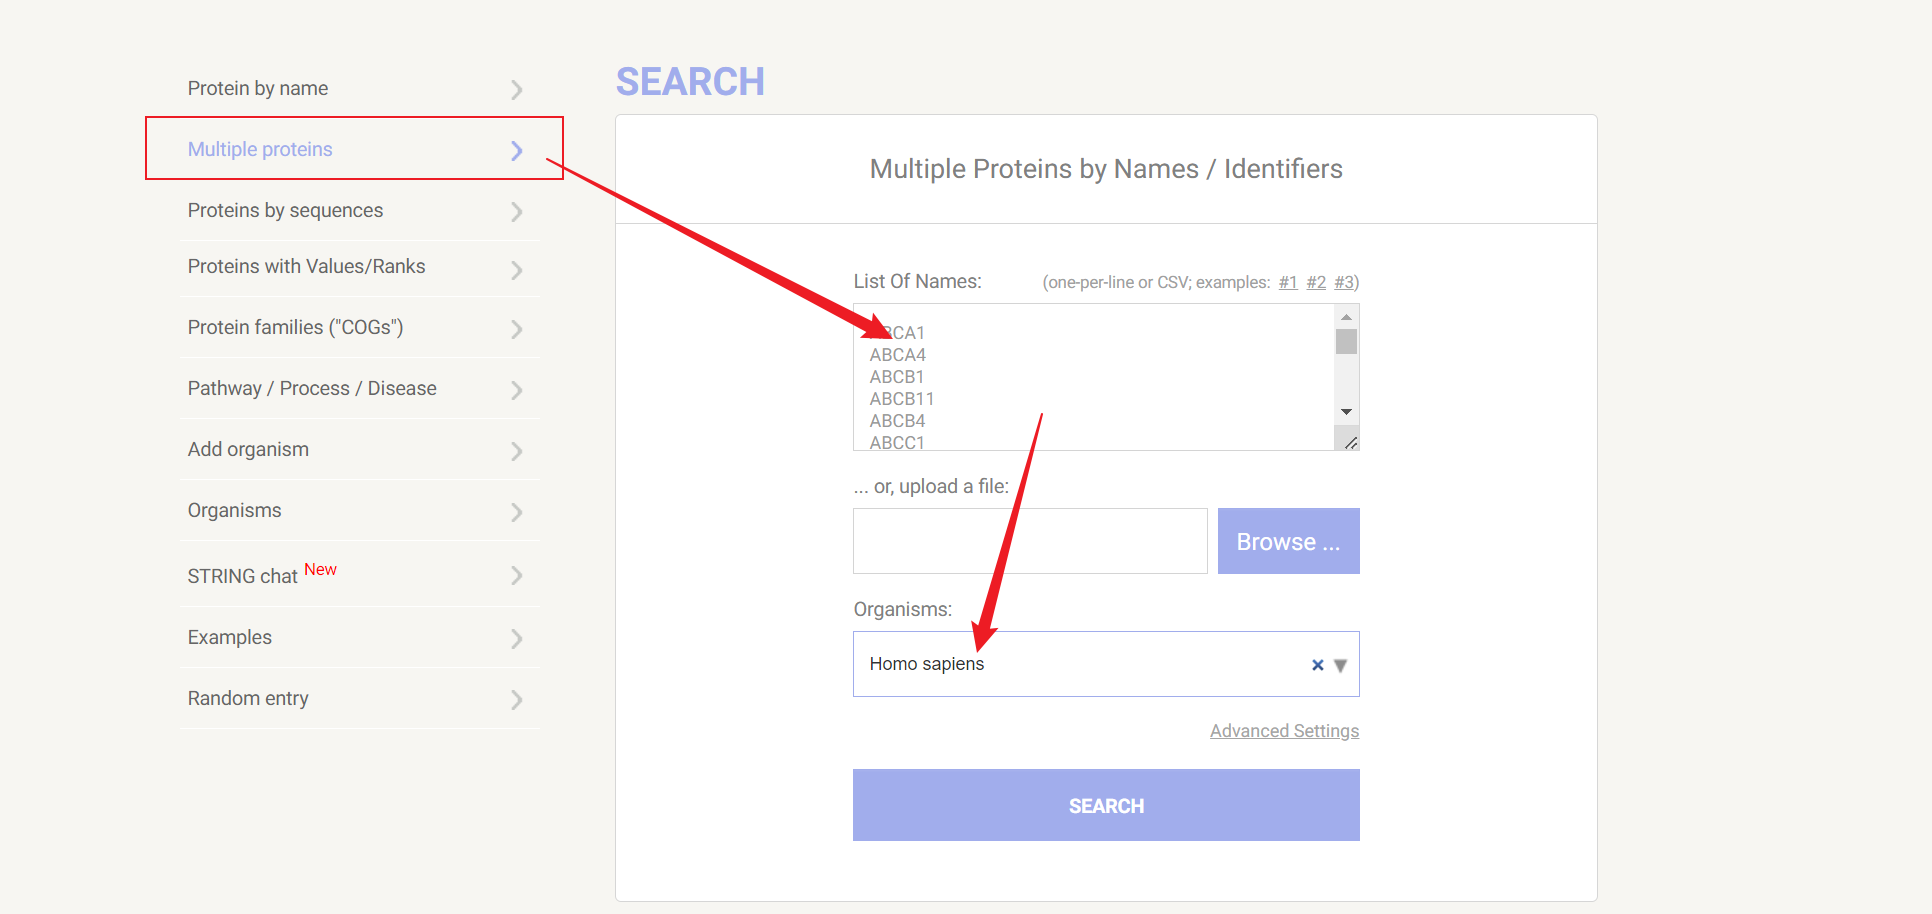 Protein by name
Multiple proteins
Proteins by sequences
Proteins with Values/Ranks
Protein families ("COGs")
Pathway / Process / Disease
Add organism
Organisms
STRING chat New
Examples
Random entry
SEARCH
Multiple Proteins by Names / Identifiers
List Of Names: (one-per-line or CSV; examples: #1 #2 #3)
ABCA1
ABCA4
ABCB1
ABCB11
ABCB4
ABCC1
... or, upload a file:
Browse ...
Organisms:
Homo sapiens
Advanced Settings
SEARCH